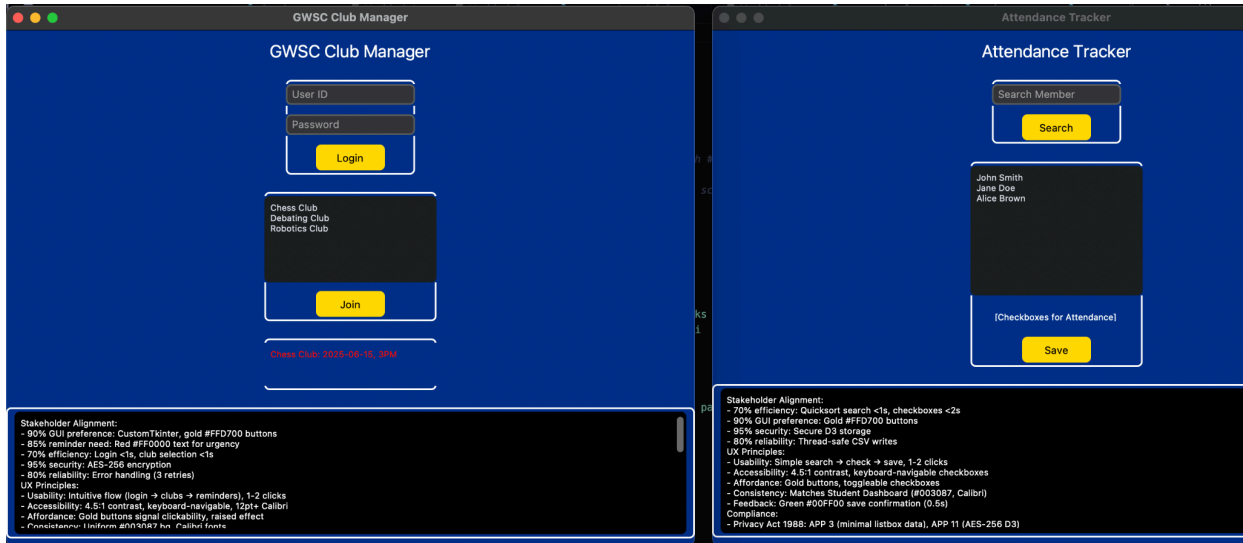 GWSC Club Manager
GWSC Club Manager
User ID
Password
Login
Chess Club
Debating Club
Robotics Club
Join
Chess Club: 2025-06-15, 3PM
Stakeholder Alignment:
- 90% GUI preference: CustomTkinter, gold #FFD700 buttons
- 85% reminder need: Red #FF0000 text for urgency
- 70% efficiency: Login <1s, club selection <1s
- 95% security: AES-256 encryption
- 80% reliability: Error handling (3 retries)
UX Principles:
- Usability: Intuitive flow (login → clubs → reminders), 1-2 clicks
- Accessibility: 4.5:1 contrast, keyboard-navigable, 12pt+ Calibri
- Affordance: Gold buttons signal clickability, raised effect
- Consistency: Uniform #003087 bg, Calibri fonts
Attendance Tracker
Attendance Tracker
Search Member
Search
John Smith
Jane Doe
Alice Brown
[Checkboxes for Attendance]
Save
Stakeholder Alignment:
- 70% efficiency: Quicksort search <1s, checkboxes <2s
- 90% GUI preference: Gold #FFD700 buttons
- 95% security: Secure D3 storage
- 80% reliability: Thread-safe CSV writes
UX Principles:
- Usability: Simple search → check → save, 1-2 clicks
- Accessibility: 4.5:1 contrast, keyboard-navigable checkboxes
- Affordance: Gold buttons, toggleable checkboxes
- Consistency: Matches Student Dashboard (#003087, Calibri)
- Feedback: Green #00FF00 save confirmation (0.5s)
Compliance:
- Privacy Act 1988: APP 3 (minimal listbox data), APP 11 (AES-256 D3)